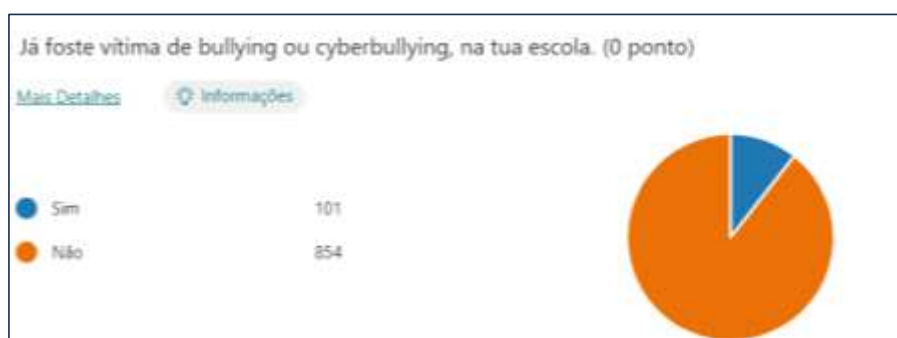 Já foste vítima de bullying ou cyberbullying, na tua escola. (0 ponto)
Mais Detalhes Informações
Sim 101
Não 854